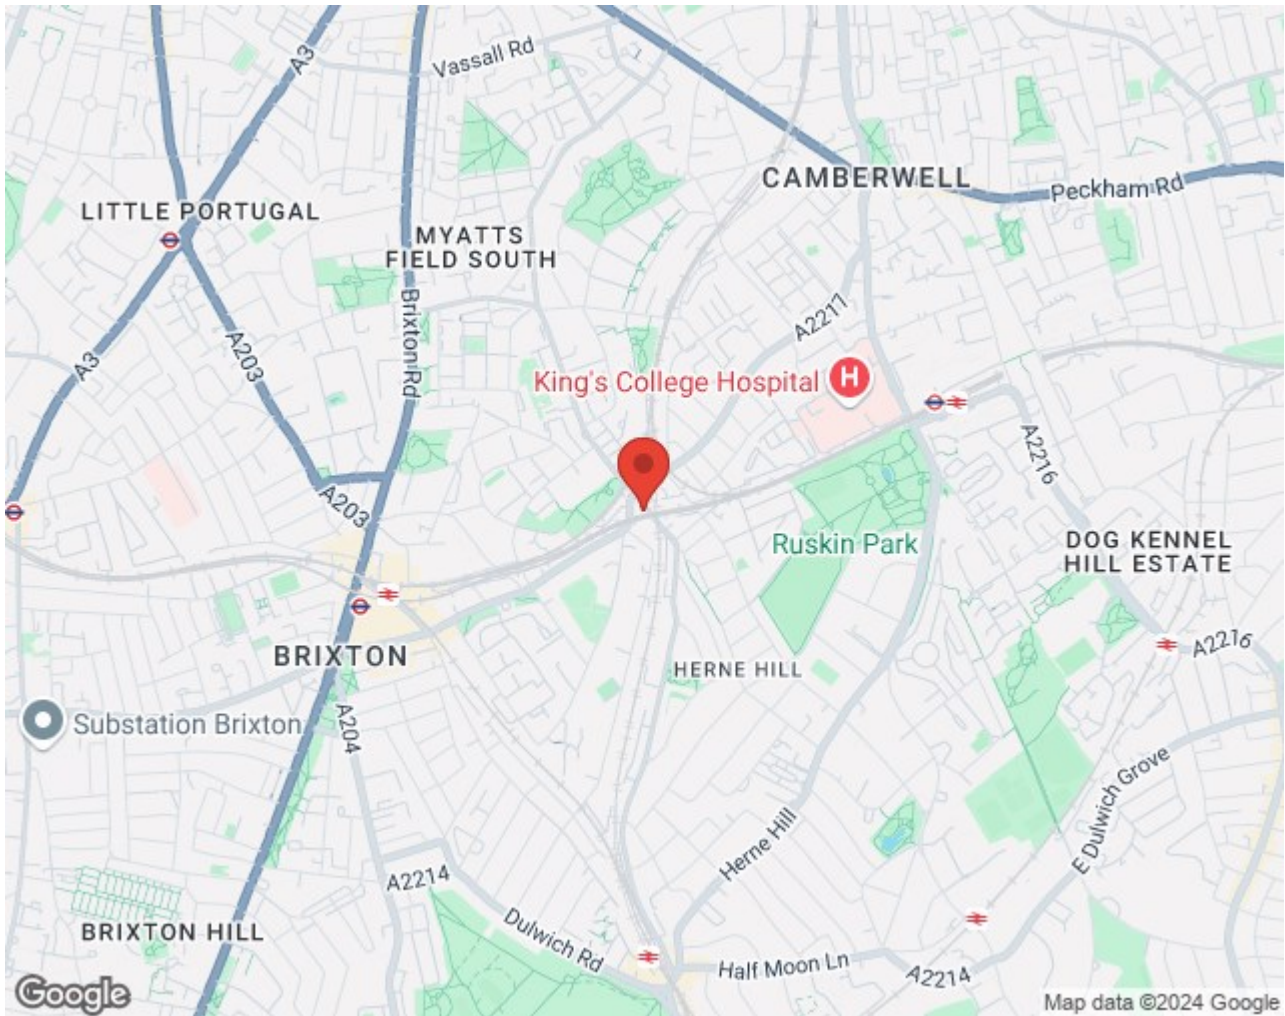 A3
Vassall Rd
CAMBERWELL
Peckham Rd
LITTLE PORTUGAL
MYATTS
FIELD SOUTH
A2217
Brixton Rd
A203
A3
King's College Hospital
H
A2216
A203
Ruskin Park
DOG KENNEL
HILL ESTATE
A2216
BRIXTON
HERNE HILL
Substation Brixton
A204
E Dulwich Grove
Herne Hill
A2214
BRIXTON HILL
Dulwich Rd
Half Moon Ln
A2214
Google
Map data ©2024 Google